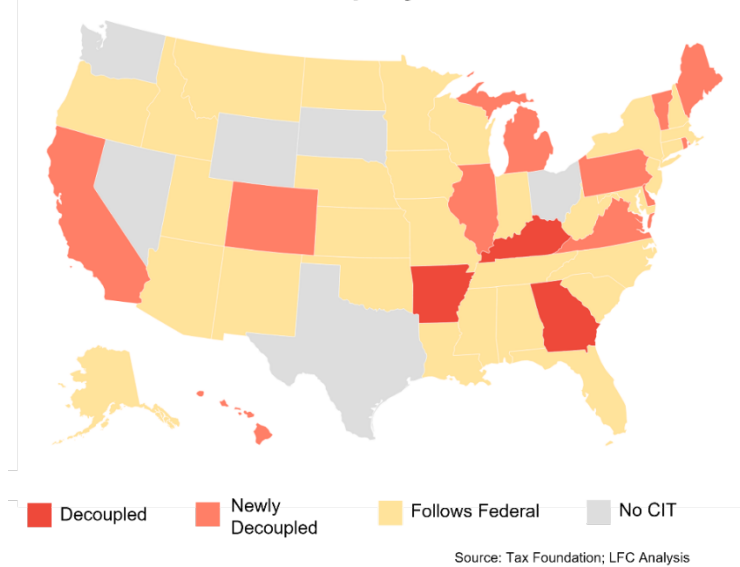 Decoupled
Newly
Decoupled
Follows Federal
No CIT
Source: Tax Foundation; LFC Analysis